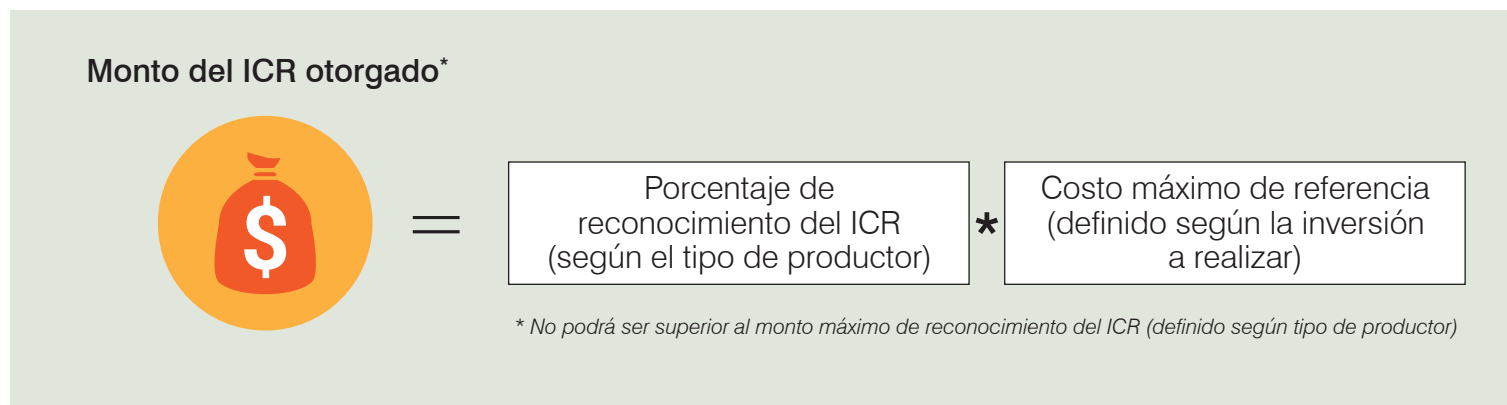 Monto del ICR otorgado*
$
=
Porcentaje de
reconocimiento del ICR
(según el tipo de productor)
*
Costo máximo de referencia
(definido según la inversión
a realizar)
* No podrá ser superior al monto máximo de reconocimiento del ICR (definido según tipo de productor)